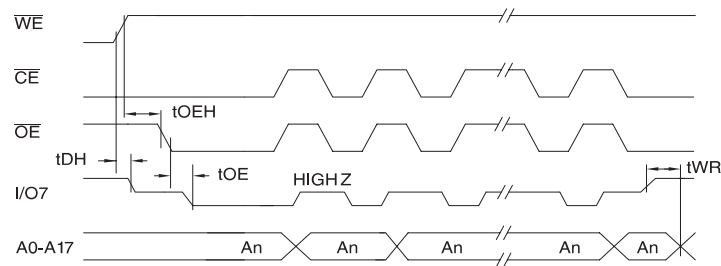 WE
CE
tOEH
OE
tDH
tOE
HIGH Z
tWR
I/O7
A0-A17
An An An An An